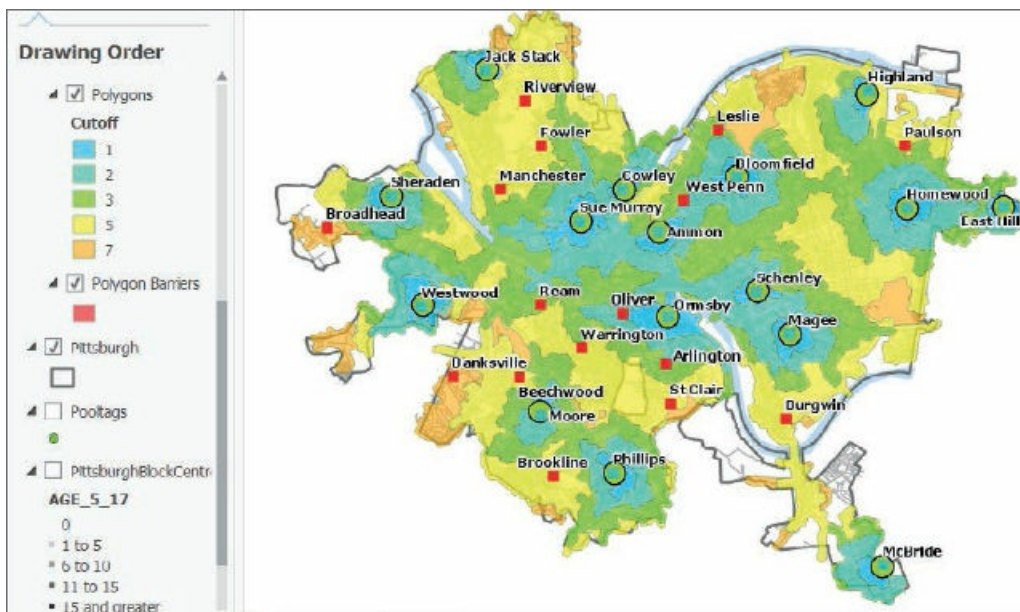 Drawing Order
Polygons
Cutoff
1
2
3
5
7
Polygon Barriers
Pittsburgh
Pooltags
PittsburghBlockCentr
AGE_5_17
0
1 to 5
6 to 10
11 to 15
15 and greater
Jack Stack
Riverview
Highland
Leslie
Fowler
Paulson
Bloomfield
Manchester
Cowley
Sheraden
West Penn
Homewood
Broadhead
Sue Murray
East Hill
Ammon
Schenley
Westwood
Ream
Oliver
Ormsby
Magee
Warrington
Arlington
Danksville
Beechwood
St Clair
Moore
Burgwin
Brookline
Phillips
McBride